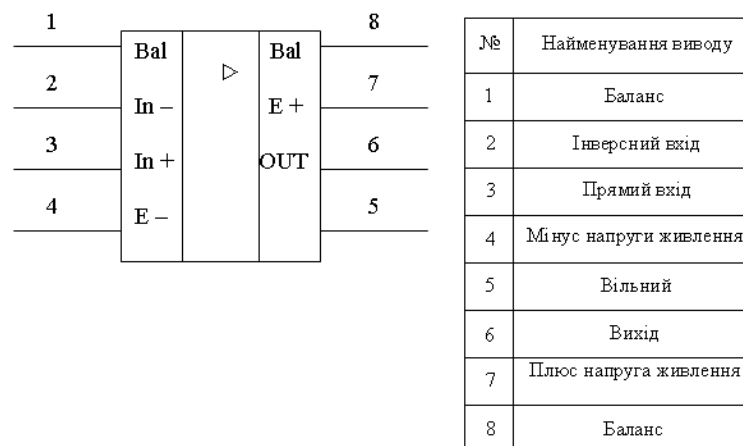 1 8
Bal ▷ Bal
2 7
In – E +
3 6
In + OUT
4 5
E –
№ Найменування виводу
1 Баланс
2 Інверсний вхід
3 Прямий вхід
4 Мінус напруги живлення
5 Вільний
6 Вихід
7 Плюс напруга живлення
8 Баланс